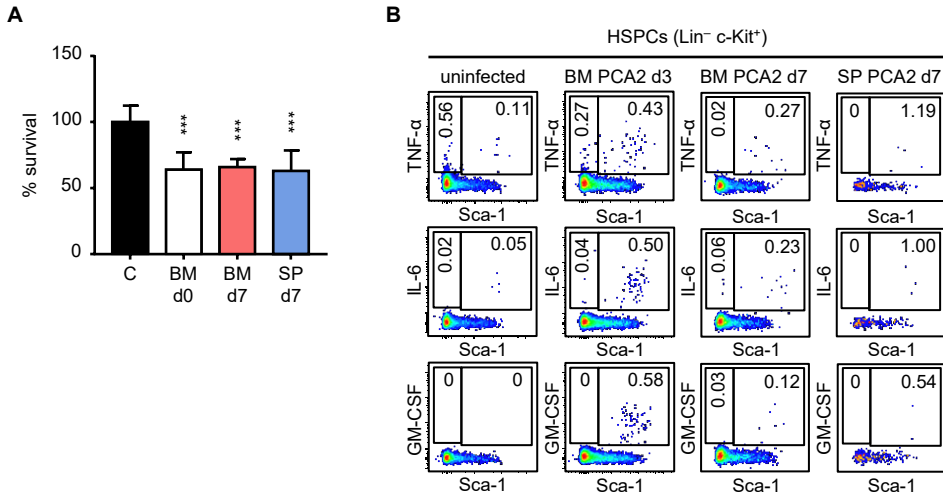 A
% survival
150
100
50
0
***
***
***
C
BM
d0
BM
d7
SP
d7
B
HSPCs (Lin⁻ c-Kit⁺)
uninfected
BM PCA2 d3
BM PCA2 d7
SP PCA2 d7
TNF-α
0.56
0.11
Sca-1
TNF-α
0.27
0.43
Sca-1
TNF-α
0.02
0.27
Sca-1
TNF-α
0
1.19
Sca-1
IL-6
0.02
0.05
Sca-1
IL-6
0.04
0.50
Sca-1
IL-6
0.06
0.23
Sca-1
IL-6
0
1.00
Sca-1
GM-CSF
0
0
Sca-1
GM-CSF
0
0.58
Sca-1
GM-CSF
0.03
0.12
Sca-1
GM-CSF
0
0.54
Sca-1